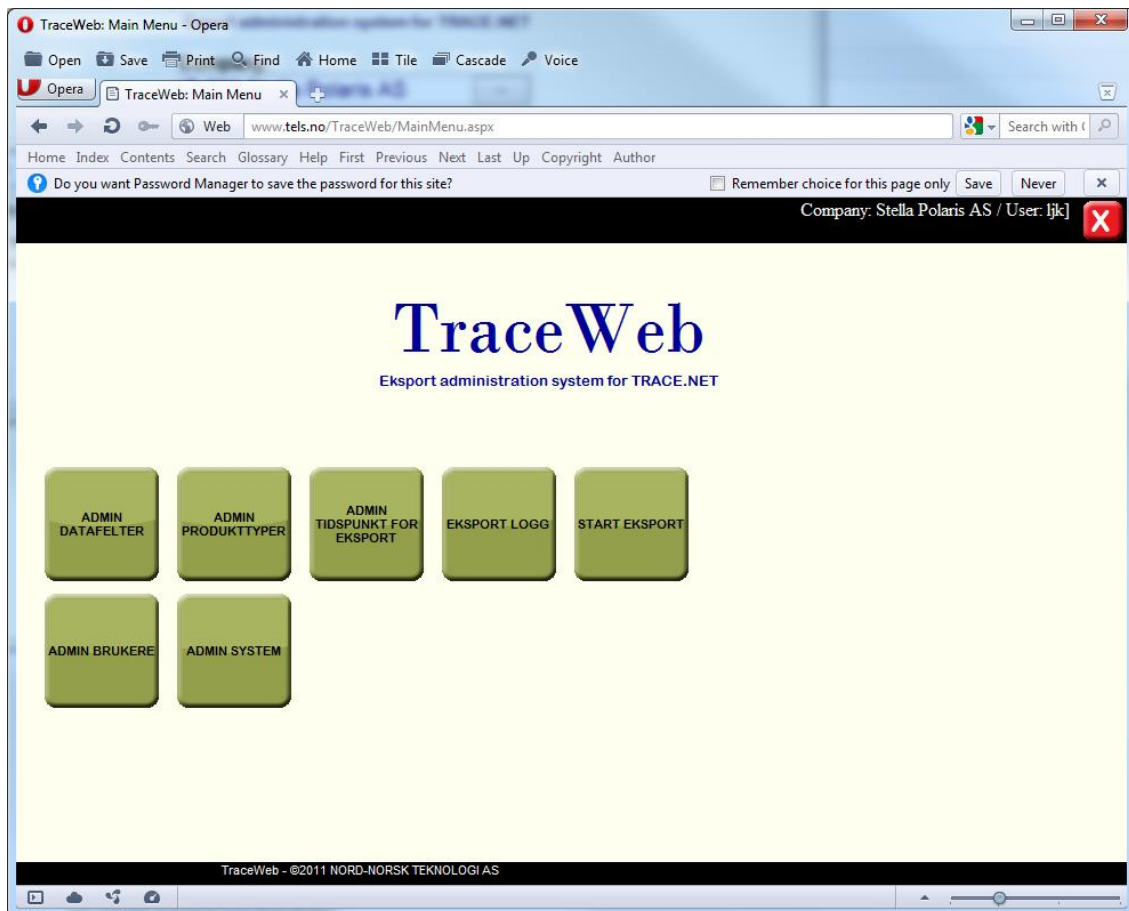 TraceWeb: Main Menu - Opera
Open Save Print Find Home Tile Cascade Voice
Opera TraceWeb: Main Menu
Web www.tels.no/TraceWeb/MainMenu.aspx Search with
Home Index Contents Search Glossary Help First Previous Next Last Up Copyright Author
Do you want Password Manager to save the password for this site? Remember choice for this page only Save Never
Company: Stella Polaris AS / User: ljk]
X
TraceWeb
Eksport administration system for TRACE.NET
ADMIN DATAFELTER
ADMIN PRODUKTTYPER
ADMIN TIDSPUNKT FOR EKSPORT
EKSPORT LOGG
START EKSPORT
ADMIN BRUKERE
ADMIN SYSTEM
TraceWeb - ©2011 NORD-NORSK TEKNOLOGI AS